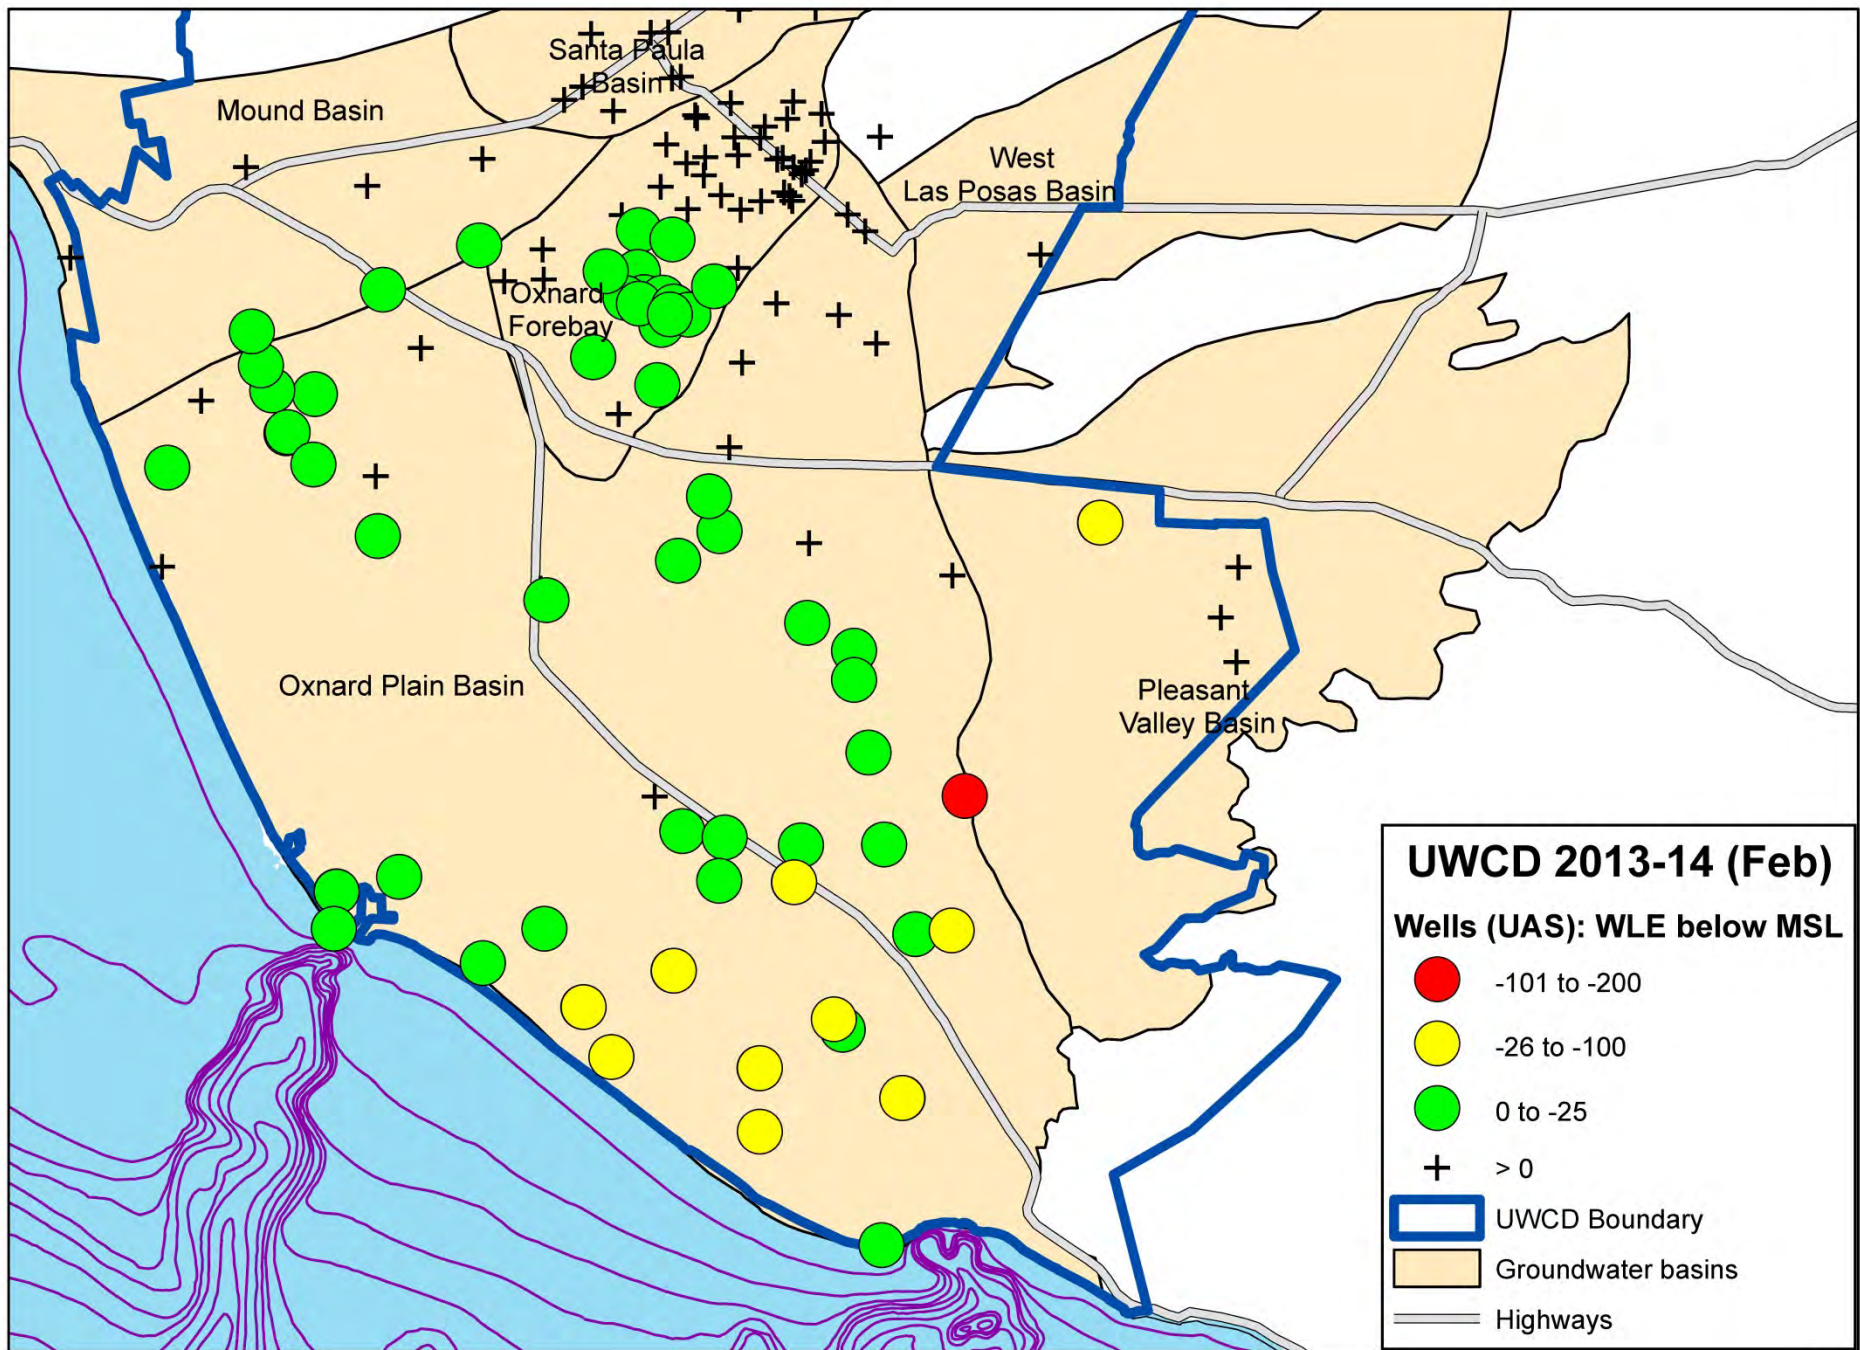 Santa Paula
Basin
Mound Basin
West
Las Posas Basin
Oxnard
Forebay
Oxnard Plain Basin
Pleasant
Valley Basin
UWCD 2013-14 (Feb)
Wells (UAS): WLE below MSL
-101 to -200
-26 to -100
0 to -25
> 0
UWCD Boundary
Groundwater basins
Highways